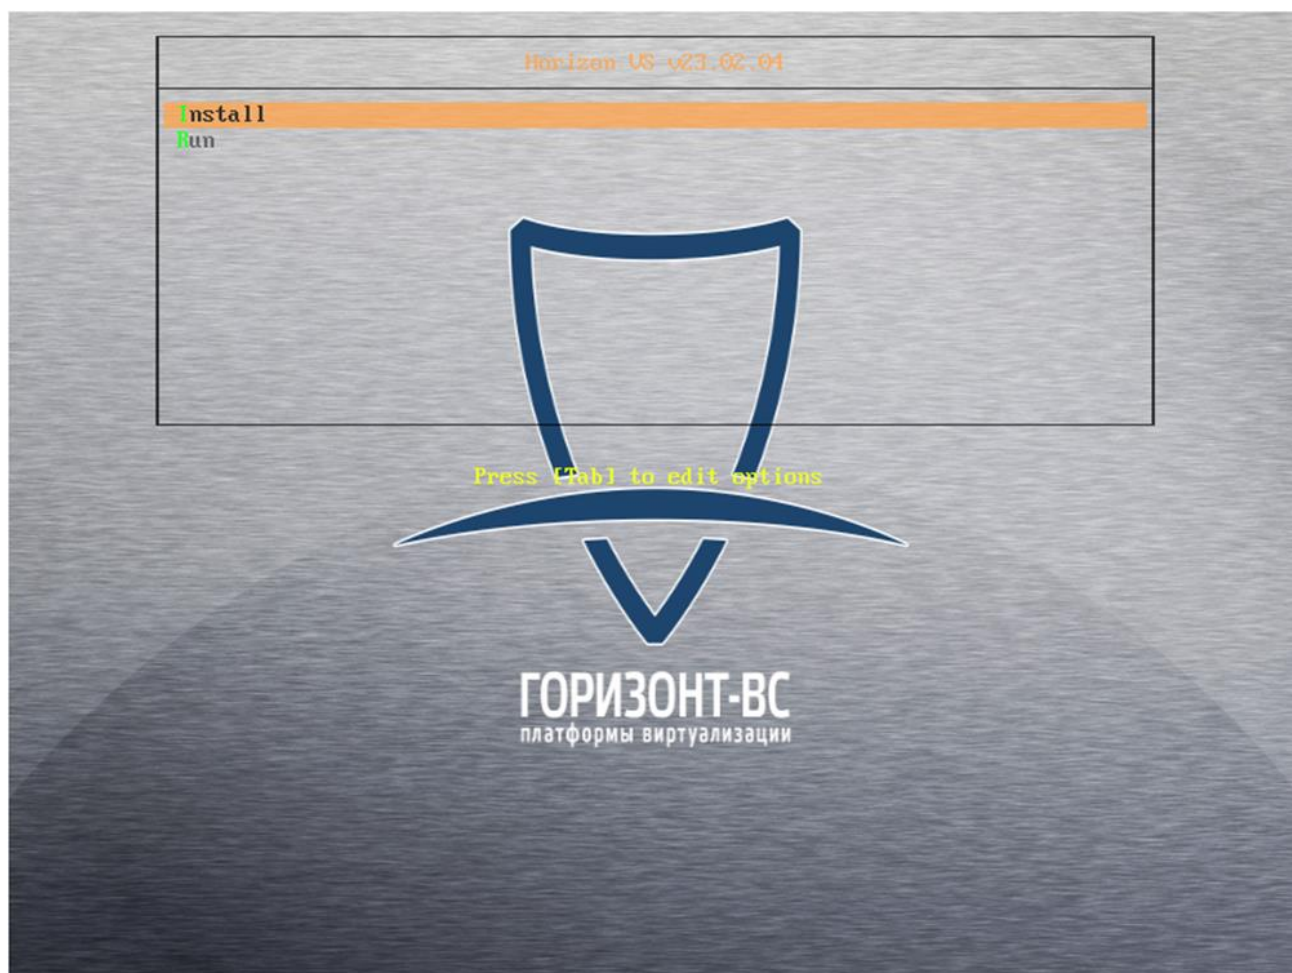 Horizon VS v23.02.04
Install
Run
Press [Tab] to edit options
ГОРИЗОНТ-ВС
платформы виртуализации